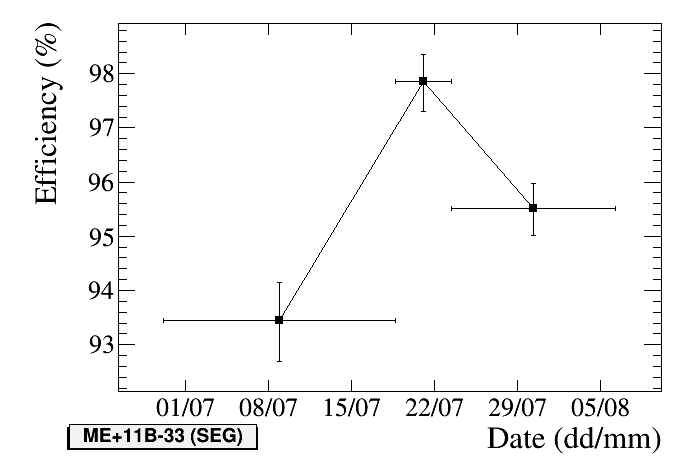 Efficiency (%)
98
97
96
95
94
93
01/07 08/07 15/07 22/07 29/07 05/08
ME+11B-33 (SEG)
Date (dd/mm)